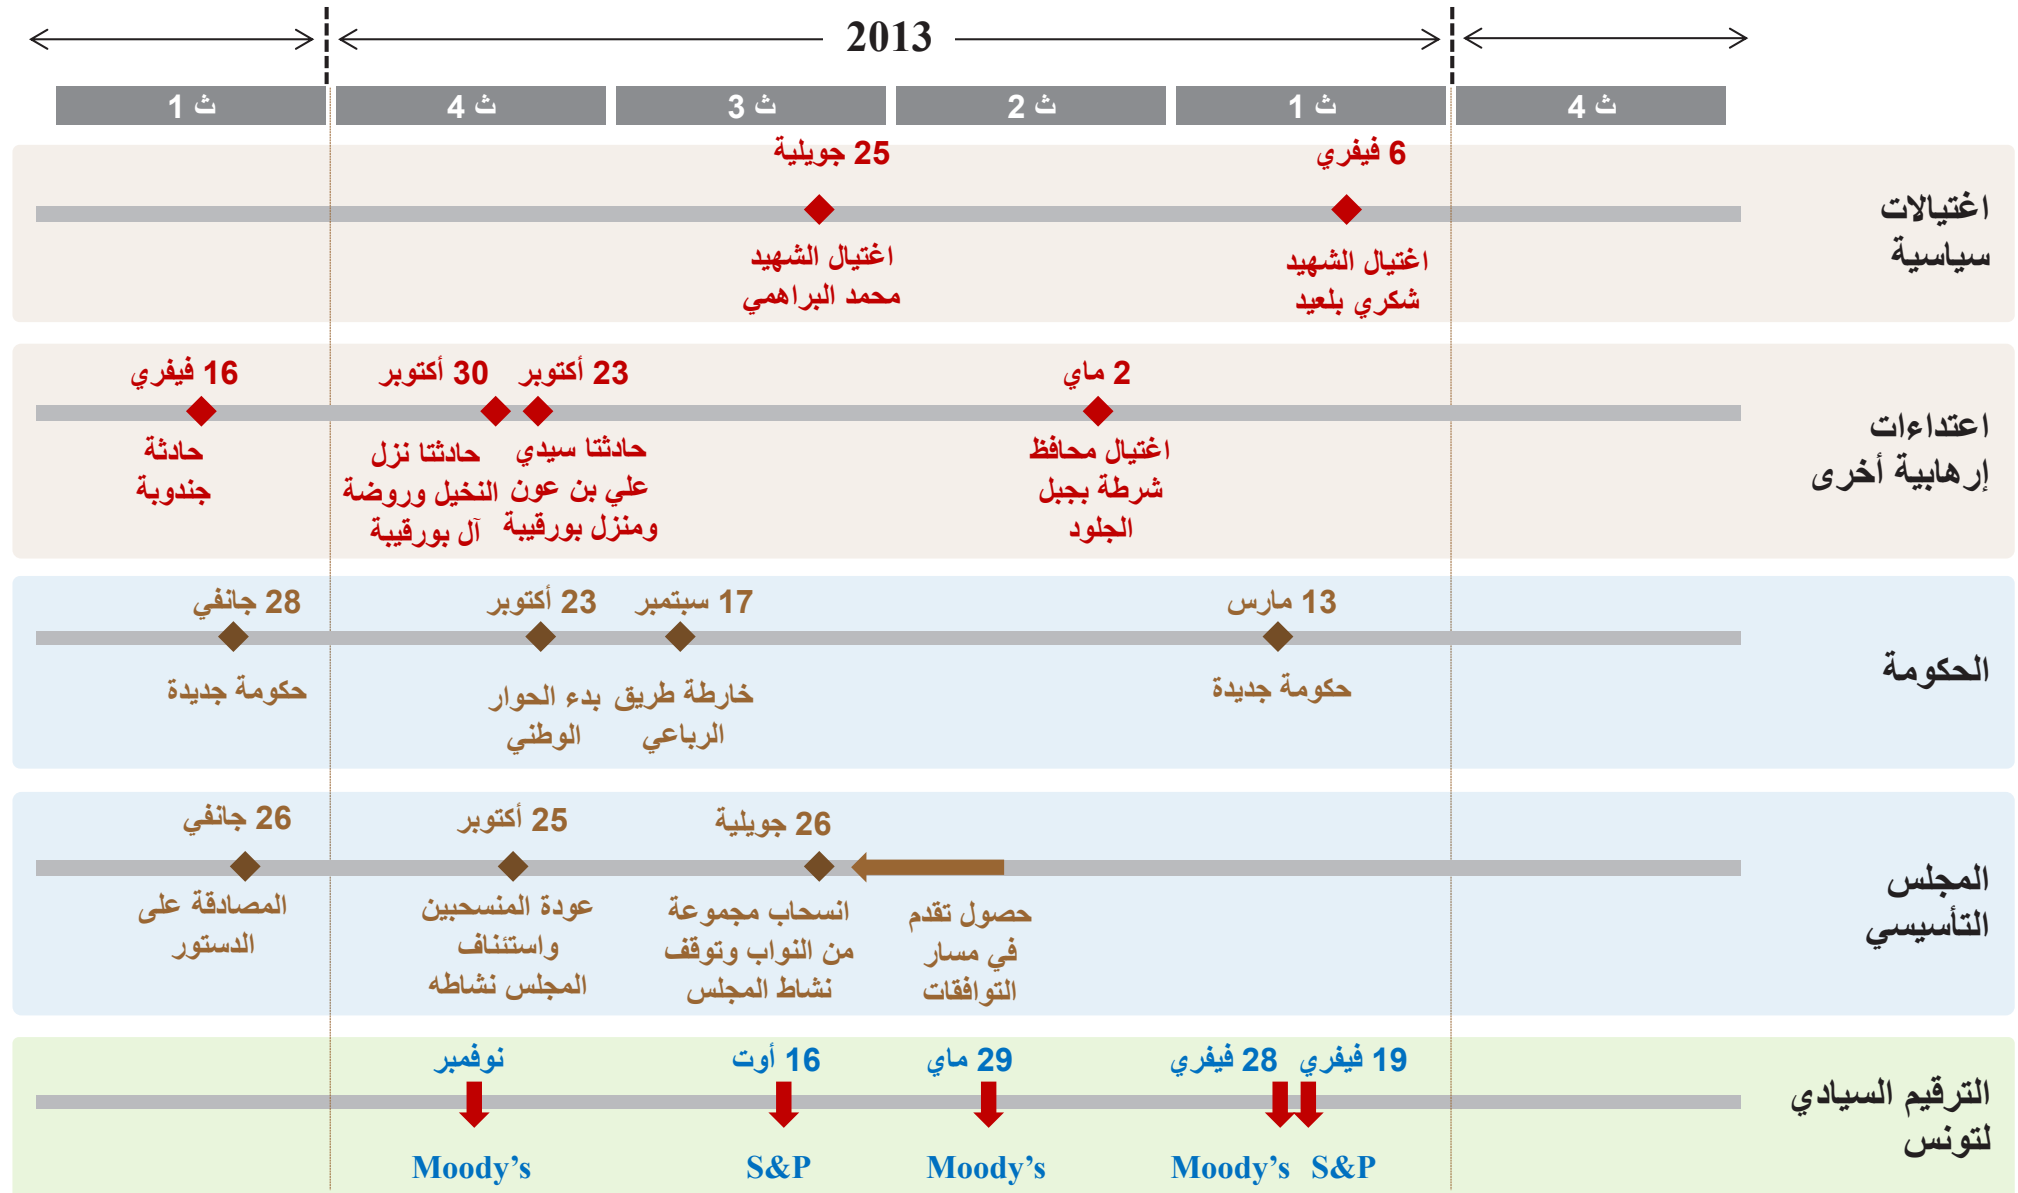 2013
ث 4
ث 1
ث 2
ث 3
ث 4
ث 1
اغتيالات
سياسية
6 فيفري
اغتيال الشهيد
شكري بلعيد
25 جويلية
اغتيال الشهيد
محمد البراهمي
اعتداءات
إرهابية أخرى
2 ماي
اغتيال محافظ
شرطة بجبل
الجلود
23 أكتوبر
حادثتا سيدي
علي بن عون
ومنزل بورقيبة
30 أكتوبر
حادثتا نزل
النخيل وروضة
آل بورقيبة
16 فيفري
حادثة
جندوبة
الحكومة
13 مارس
حكومة جديدة
17 سبتمبر
خارطة طريق
الرباعي
23 أكتوبر
بدء الحوار
الوطني
28 جانفي
حكومة جديدة
المجلس
التأسيسي
حصول تقدم
في مسار
التوافقات
26 جويلية
انسحاب مجموعة
من النواب وتوقف
نشاط المجلس
25 أكتوبر
عودة المنسحبين
واستئناف
المجلس نشاطه
26 جانفي
المصادقة على
الدستور
الترقيم السيادي
لتونس
19 فيفري
S&P
28 فيفري
Moody’s
29 ماي
Moody’s
16 أوت
S&P
نوفمبر
Moody’s